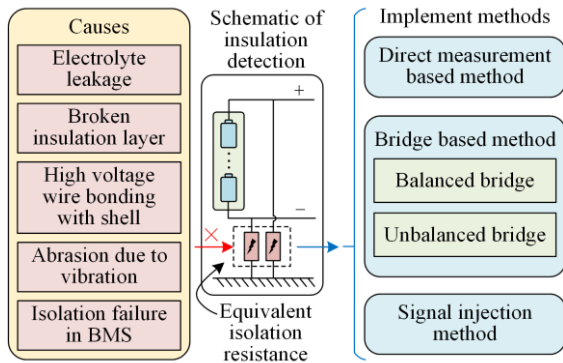 Causes
Electrolyte
leakage
Broken
insulation layer
High voltage
wire bonding
with shell
Abrasion due to
vibration
Isolation failure
in BMS
Schematic of
insulation
detection
+
−
×
Equivalent
isolation
resistance
Implement methods
Direct measurement
based method
Bridge based method
Balanced bridge
Unbalanced bridge
Signal injection
method